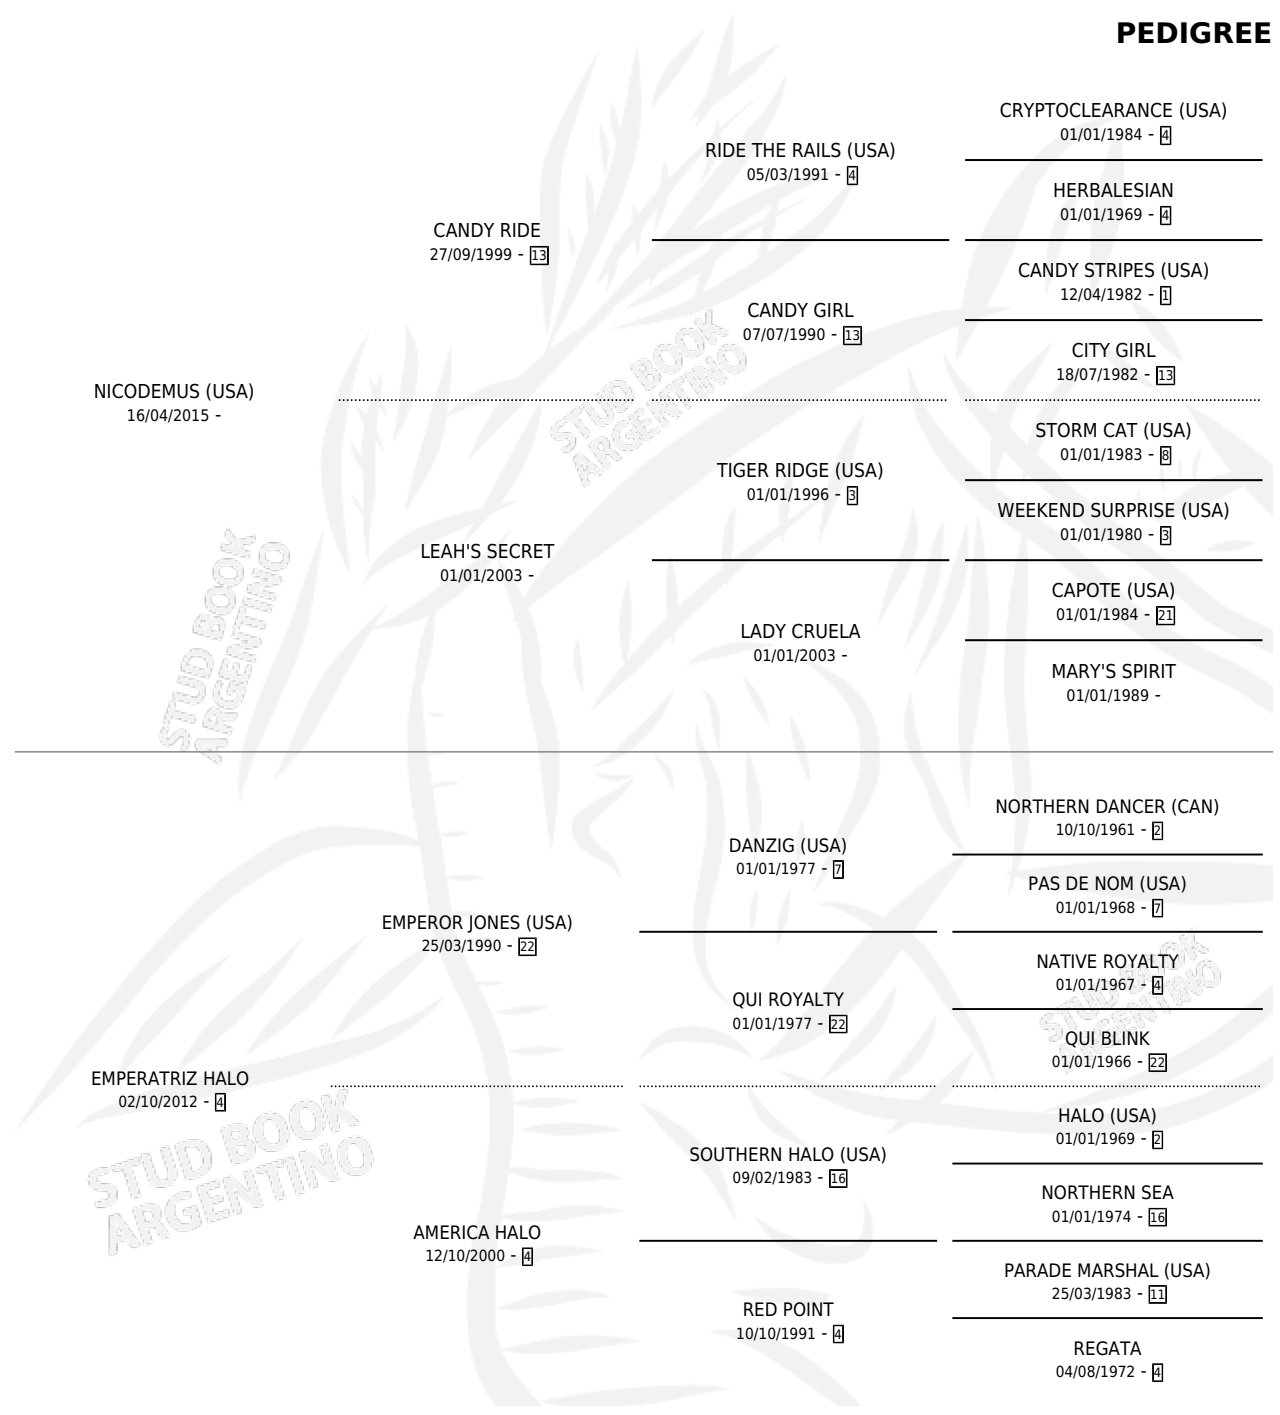 PEDIGREE
CRYPTOCLEARANCE (USA)
01/01/1984 - 4
RIDE THE RAILS (USA)
05/03/1991 - 4
HERBALESIAN
01/01/1969 - 4
CANDY RIDE
27/09/1999 - 13
CANDY STRIPES (USA)
12/04/1982 - 1
CANDY GIRL
07/07/1990 - 13
CITY GIRL
18/07/1982 - 13
NICODEMUS (USA)
16/04/2015 -
STUD BOOK
ARGENTINO
STORM CAT (USA)
01/01/1983 - 8
TIGER RIDGE (USA)
01/01/1996 - 3
WEEKEND SURPRISE (USA)
01/01/1980 - 3
LEAH'S SECRET
01/01/2003 -
CAPOTE (USA)
01/01/1984 - 21
LADY CRUELA
01/01/2003 -
MARY'S SPIRIT
01/01/1989 -
STUD BOOK
ARGENTINO
NORTHERN DANCER (CAN)
10/10/1961 - 2
DANZIG (USA)
01/01/1977 - 7
PAS DE NOM (USA)
01/01/1968 - 7
EMPEROR JONES (USA)
25/03/1990 - 22
NATIVE ROYALTY
01/01/1967 - 4
QUI ROYALTY
01/01/1977 - 22
STUD BOOK
ARGENTINO
QUI BLINK
01/01/1966 - 22
EMPERATRIZ HALO
02/10/2012 - 4
HALO (USA)
01/01/1969 - 2
SOUTHERN HALO (USA)
09/02/1983 - 16
STUD BOOK
ARGENTINO
NORTHERN SEA
01/01/1974 - 16
AMERICA HALO
12/10/2000 - 4
PARADE MARSHAL (USA)
25/03/1983 - 11
RED POINT
10/10/1991 - 4
REGATA
04/08/1972 - 4